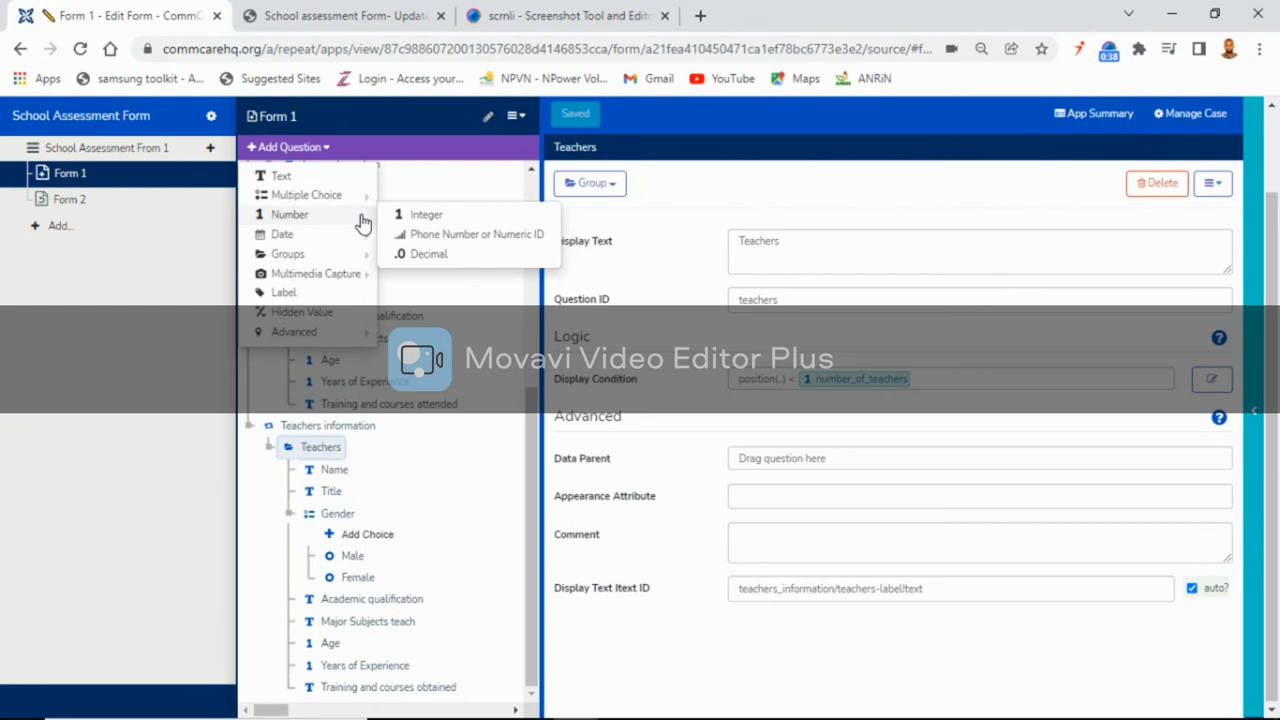 Form 1 - Edit Form - CommC
School assessment Form- Update
scrnli - Screenshot Tool and Edito
commcarehq.org/a/repeat/apps/view/87c988607200130576028d4146853cca/form/a21fea410450471ca1ef78bc6773e3e2/source/#f...
0:38
Apps
samsung toolkit - A...
Suggested Sites
Login - Access your...
NPVN - NPower Vol...
Gmail
YouTube
Maps
ANRiN
School Assessment Form
Form 1
Saved
App Summary
Manage Case
School Assessment From 1
Add Question
Teachers
Form 1
Text
Form 2
Multiple Choice
Group
Delete
Number
Integer
Add...
Date
Phone Number or Numeric ID
Display Text
Teachers
Groups
Decimal
Multimedia Capture
Label
Question ID
teachers
Hidden Value
alification
Advanced
Logic
Movavi Video Editor Plus
Age
Years of Experience
Display Condition
position(..) < number_of_teachers
Training and courses attended
Advanced
Teachers information
Teachers
Data Parent
Drag question here
Name
Title
Appearance Attribute
Gender
Add Choice
Comment
Male
Female
Display Text Itext ID
teachers_information/teachers-label!text
auto?
Academic qualification
Major Subjects teach
Age
Years of Experience
Training and courses obtained